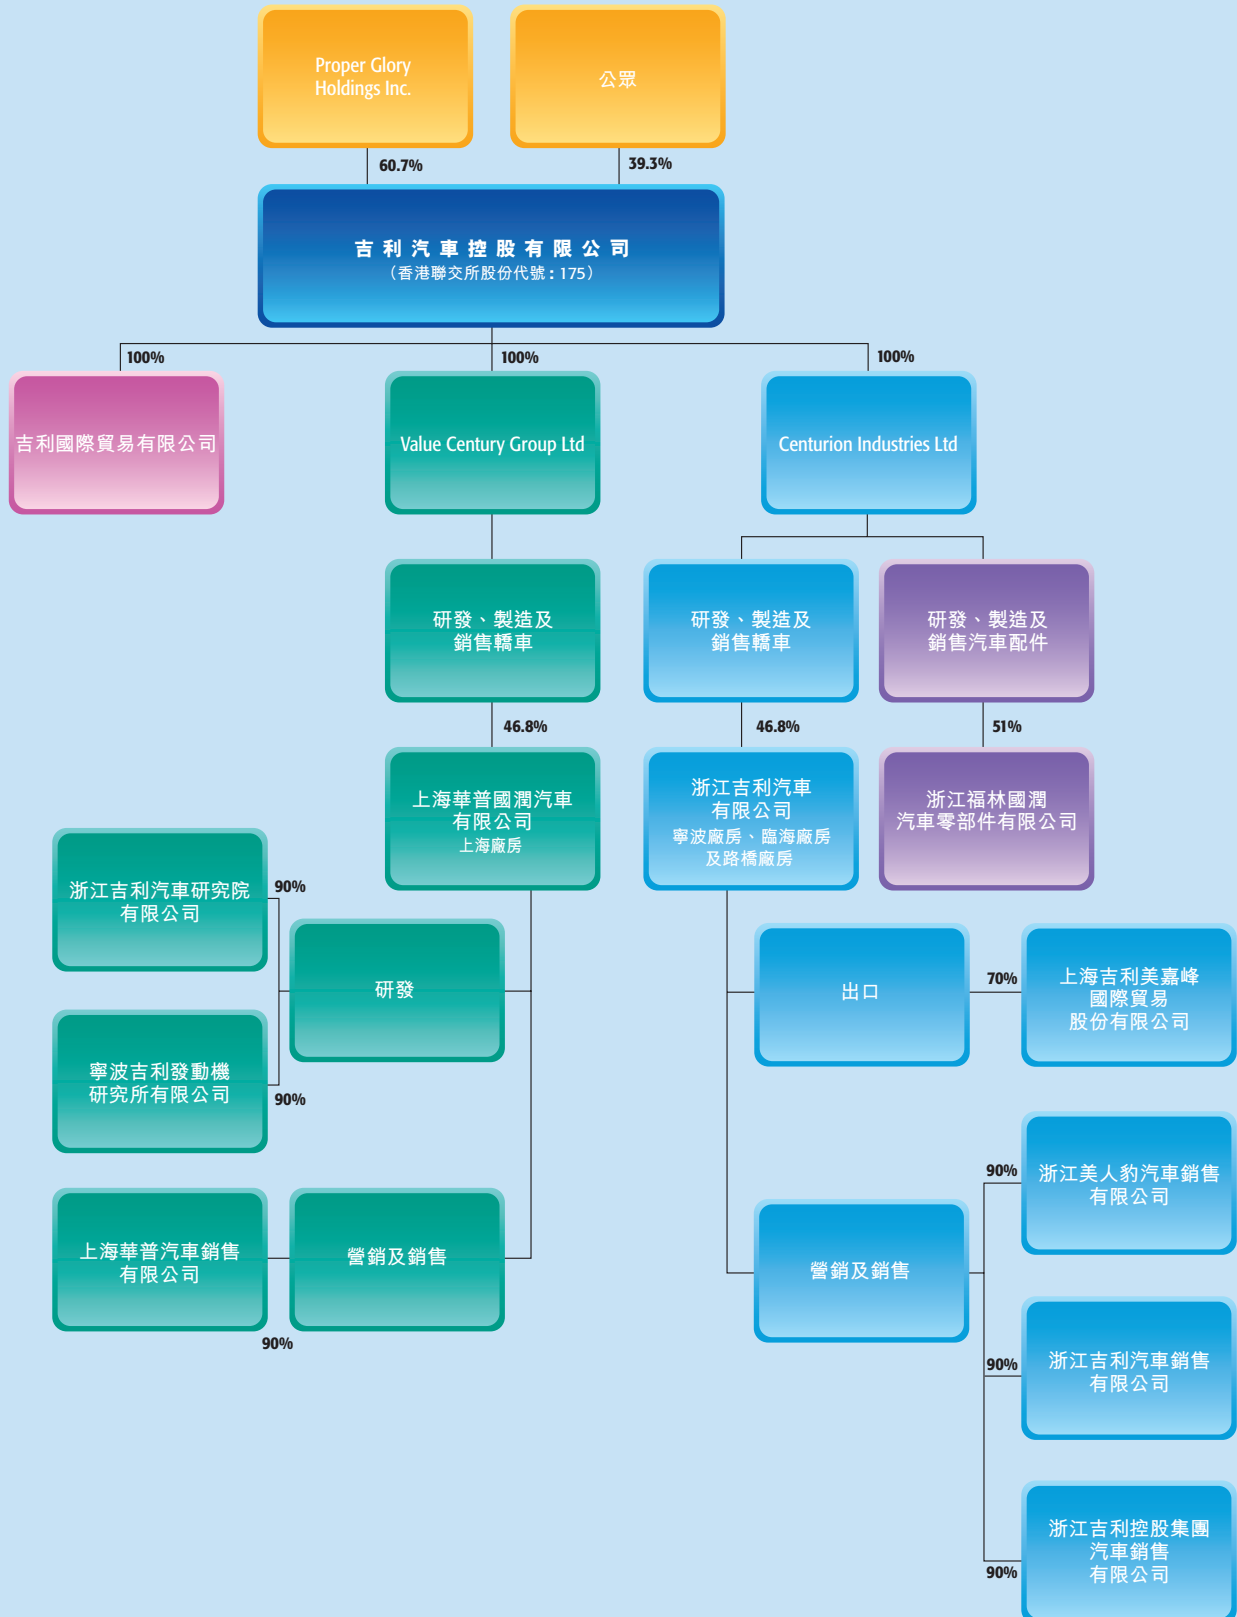 Proper Glory
Holdings Inc.
公眾
60.7%
39.3%
吉利汽車控股有限公司
（香港聯交所股份代號：175）
100%
100%
100%
吉利國際貿易有限公司
Value Century Group Ltd
Centurion Industries Ltd
研發、製造及
銷售轎車
研發、製造及
銷售轎車
研發、製造及
銷售汽車配件
46.8%
46.8%
51%
上海華普國潤汽車
有限公司
上海廠房
浙江吉利汽車
有限公司
寧波廠房、臨海廠房
及路橋廠房
浙江福林國潤
汽車零部件有限公司
浙江吉利汽車研究院
有限公司
90%
研發
寧波吉利發動機
研究所有限公司
90%
上海華普汽車銷售
有限公司
90%
營銷及銷售
出口
70%
上海吉利美嘉峰
國際貿易
股份有限公司
營銷及銷售
90%
浙江美人豹汽車銷售
有限公司
90%
浙江吉利汽車銷售
有限公司
90%
浙江吉利控股集團
汽車銷售
有限公司